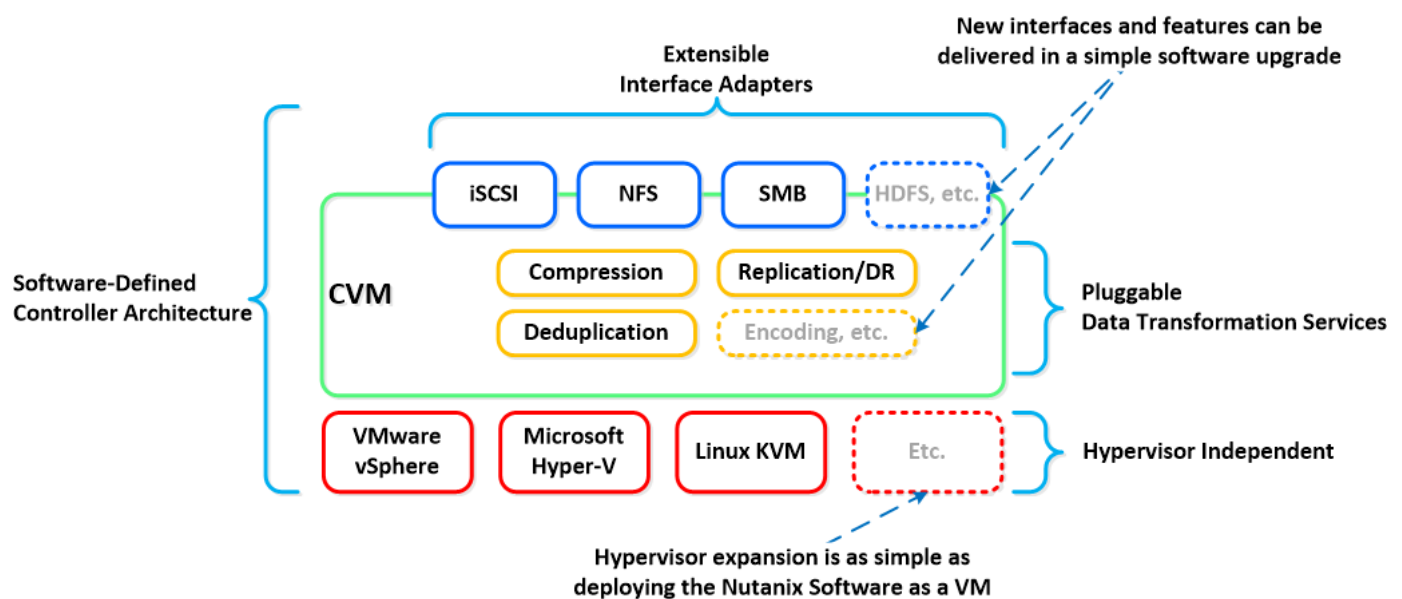 New interfaces and features can be
delivered in a simple software upgrade
Extensible
Interface Adapters
iSCSI
NFS
SMB
HDFS, etc.
Software-Defined
Controller Architecture
CVM
Compression
Replication/DR
Deduplication
Encoding, etc.
Pluggable
Data Transformation Services
VMware
vSphere
Microsoft
Hyper-V
Linux KVM
Etc.
Hypervisor Independent
Hypervisor expansion is as simple as
deploying the Nutanix Software as a VM